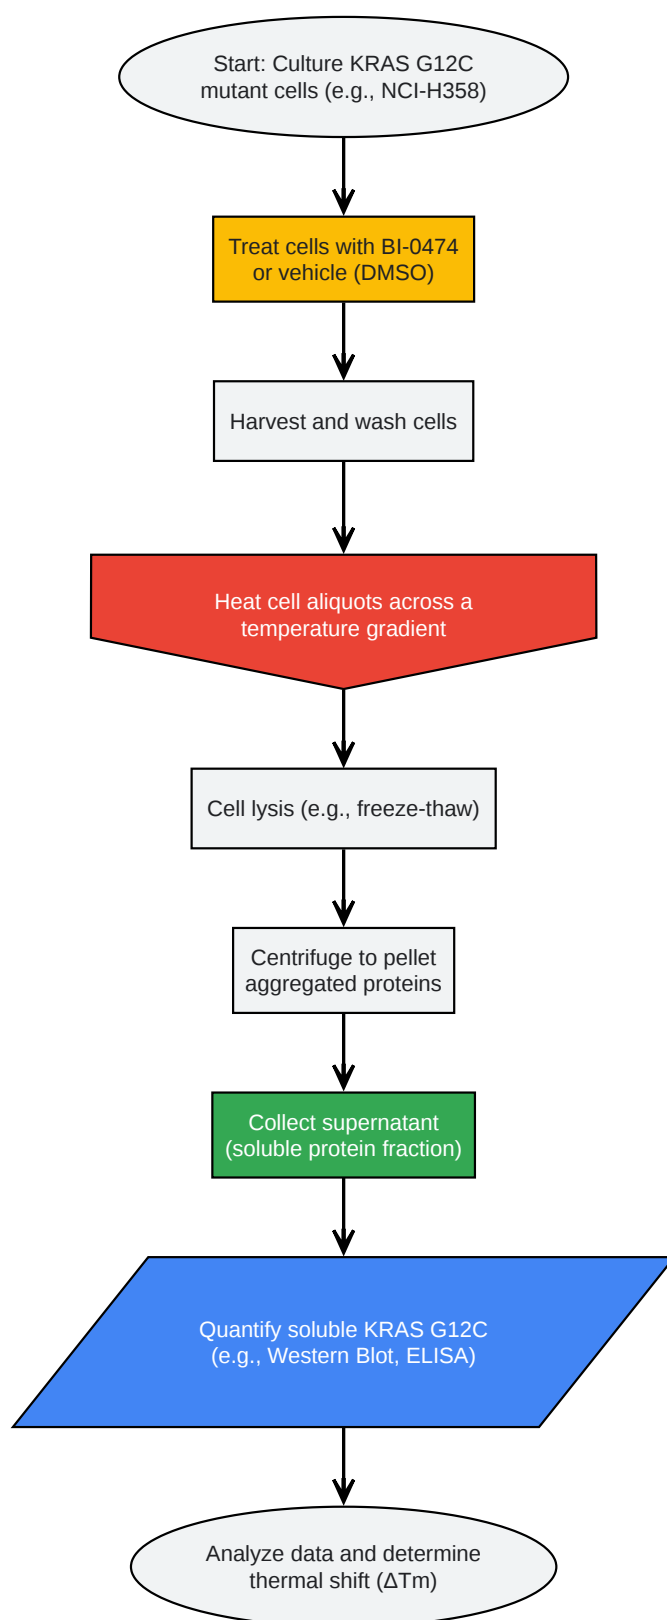 Start: Culture KRAS G12C
mutant cells (e.g., NCI-H358)
Treat cells with BI-0474
or vehicle (DMSO)
Harvest and wash cells
Heat cell aliquots across a
temperature gradient
Cell lysis (e.g., freeze-thaw)
Centrifuge to pellet
aggregated proteins
Collect supernatant
(soluble protein fraction)
Quantify soluble KRAS G12C
(e.g., Western Blot, ELISA)
Analyze data and determine
thermal shift (ΔTm)